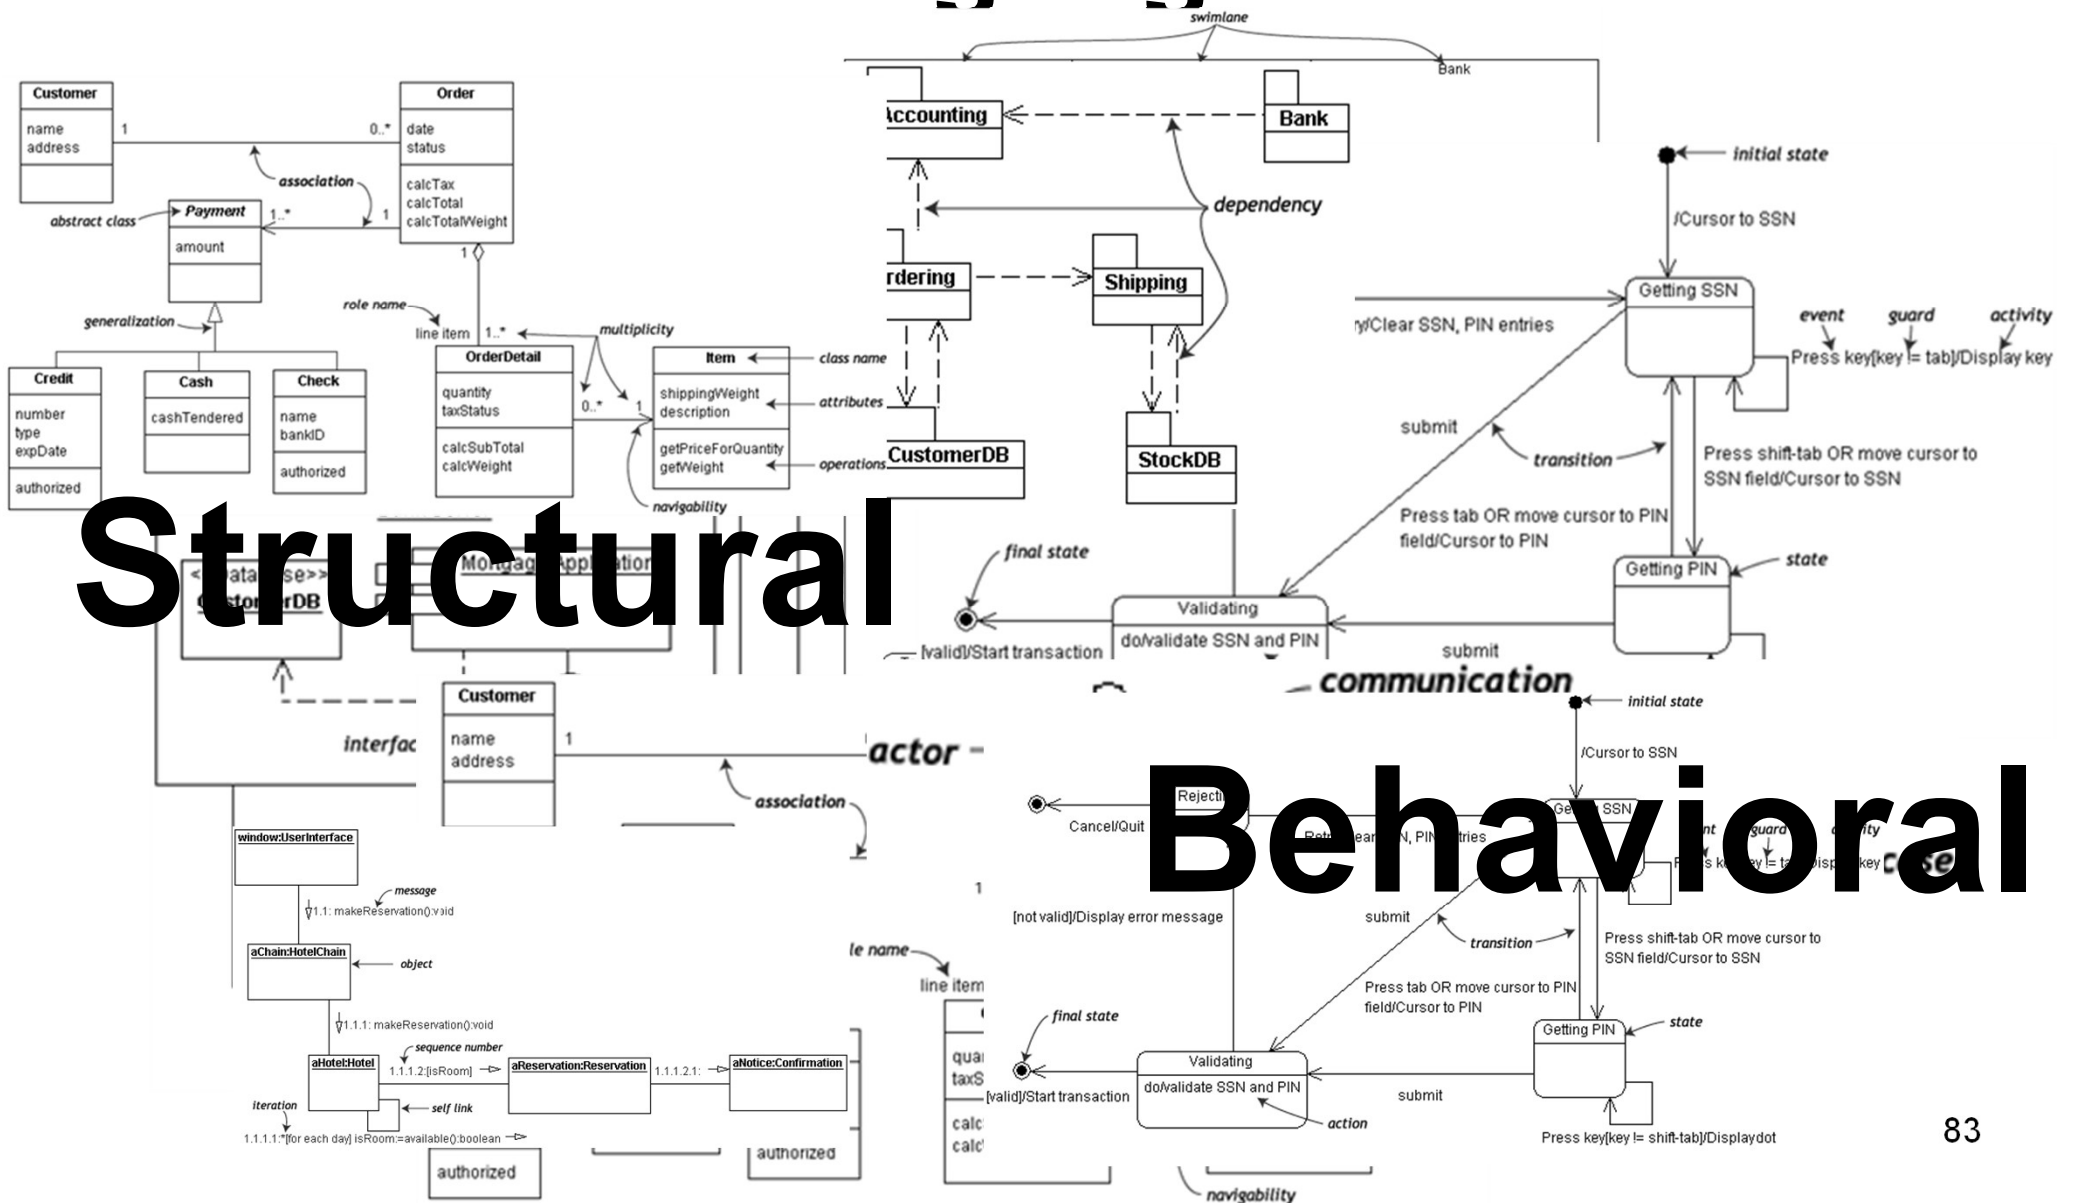 swimlane
Bank
Customer
name
address
1
0..*
association
Order
date
status
calcTax
calcTotal
calcTotalWeight
abstract class
Payment
amount
1..*
1
1
generalization
role name
line item
1..*
multiplicity
Credit
number
type
expDate
authorized
Cash
cashTendered
Check
name
bankID
authorized
OrderDetail
quantity
taxStatus
calcSubTotal
calcWeight
0..*
1
Item
shippingWeight
description
getPriceForQuantity
getWeight
class name
attributes
operations
navigability
Bank
dependency
Shipping
CustomerDB
StockDB
initial state
/Cursor to SSN
Getting SSN
/Clear SSN, PIN entries
event
guard
activity
Press key[key != tab]/Display key
submit
transition
Press shift-tab OR move cursor to
SSN field/Cursor to SSN
Press tab OR move cursor to PIN
field/Cursor to PIN
Getting PIN
state
final state
Validating
do/validate SSN and PIN
[valid]/Start transaction
submit
Structural
communication
Customer
name
address
1
association
actor
initial state
/Cursor to SSN
Behavioral
Cancel/Quit
[not valid]/Display error message
submit
transition
Press shift-tab OR move cursor to
SSN field/Cursor to SSN
Press tab OR move cursor to PIN
field/Cursor to PIN
Getting PIN
state
final state
Validating
do/validate SSN and PIN
[valid]/Start transaction
submit
action
Press key[key != shift-tab]/Displaydot
window:UserInterface
message
1.1: makeReservation():void
aChain:HotelChain
object
1.1.1: makeReservation():void
aHotel:Hotel
sequence number
1.1.1.2:[isRoom]
aReservation:Reservation
1.1.1.2.1:
aNotice:Confirmation
iteration
self link
1.1.1.1:*[for each day] isRoom:=available():boolean
authorized
authorized
name
line item
navigability
83